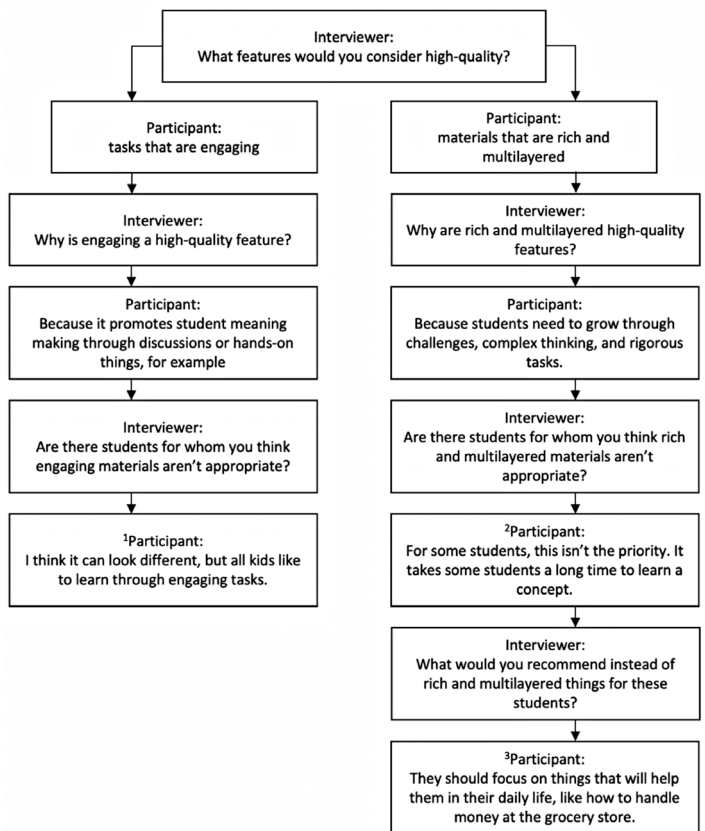 Interviewer:
What features would you consider high-quality?
Participant:
tasks that are engaging
Interviewer:
Why is engaging a high-quality feature?
Participant:
Because it promotes student meaning
making through discussions or hands-on
things, for example
Interviewer:
Are there students for whom you think
engaging materials aren’t appropriate?
¹Participant:
I think it can look different, but all kids like
to learn through engaging tasks.
Participant:
materials that are rich and
multilayered
Interviewer:
Why are rich and multilayered high-quality
features?
Participant:
Because students need to grow through
challenges, complex thinking, and rigorous
tasks.
Interviewer:
Are there students for whom you think rich
and multilayered materials aren’t
appropriate?
²Participant:
For some students, this isn’t the priority. It
takes some students a long time to learn a
concept.
Interviewer:
What would you recommend instead of
rich and multilayered things for these
students?
³Participant:
They should focus on things that will help
them in their daily life, like how to handle
money at the grocery store.